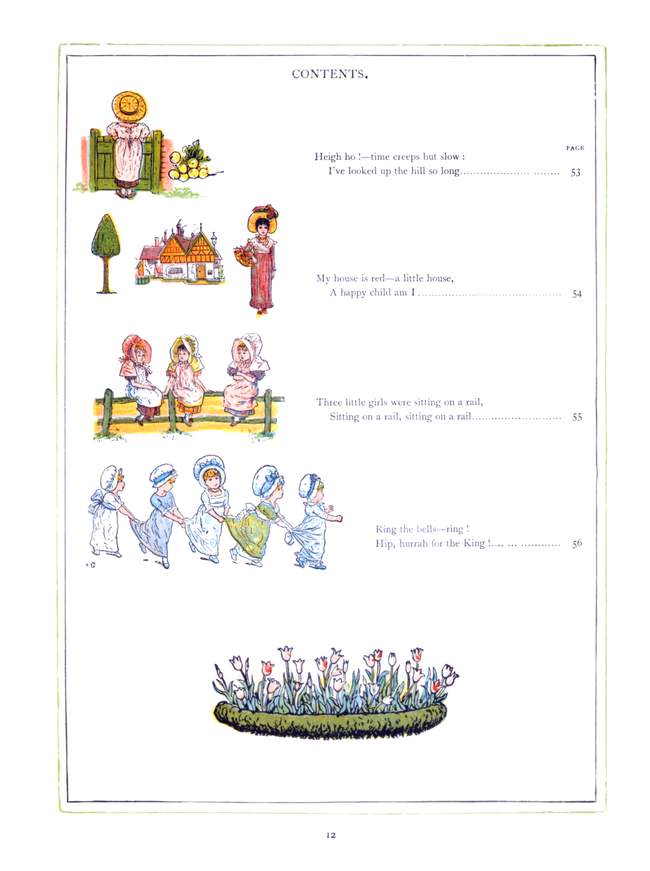 CONTENTS.
PAGE
Heigh ho !—time creeps but slow :
I've looked up the hill so long.................... ........ 53
My house is red—a little house,
A happy child am I .......................................... 54
Three little girls were sitting on a rail,
Sitting on a rail, sitting on a rail.......................... 55
Ring the bells—ring !
Hip, hurrah for the King !.... ... ............ 56
12